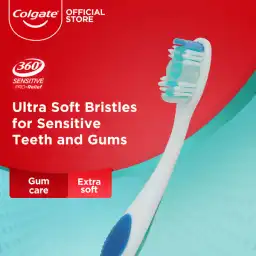 Colgate OFFICIAL STORE
360°
SENSITIVE
PRO-Relief
Ultra Soft Bristles
for Sensitive
Teeth and Gums
Gum care
Extra soft